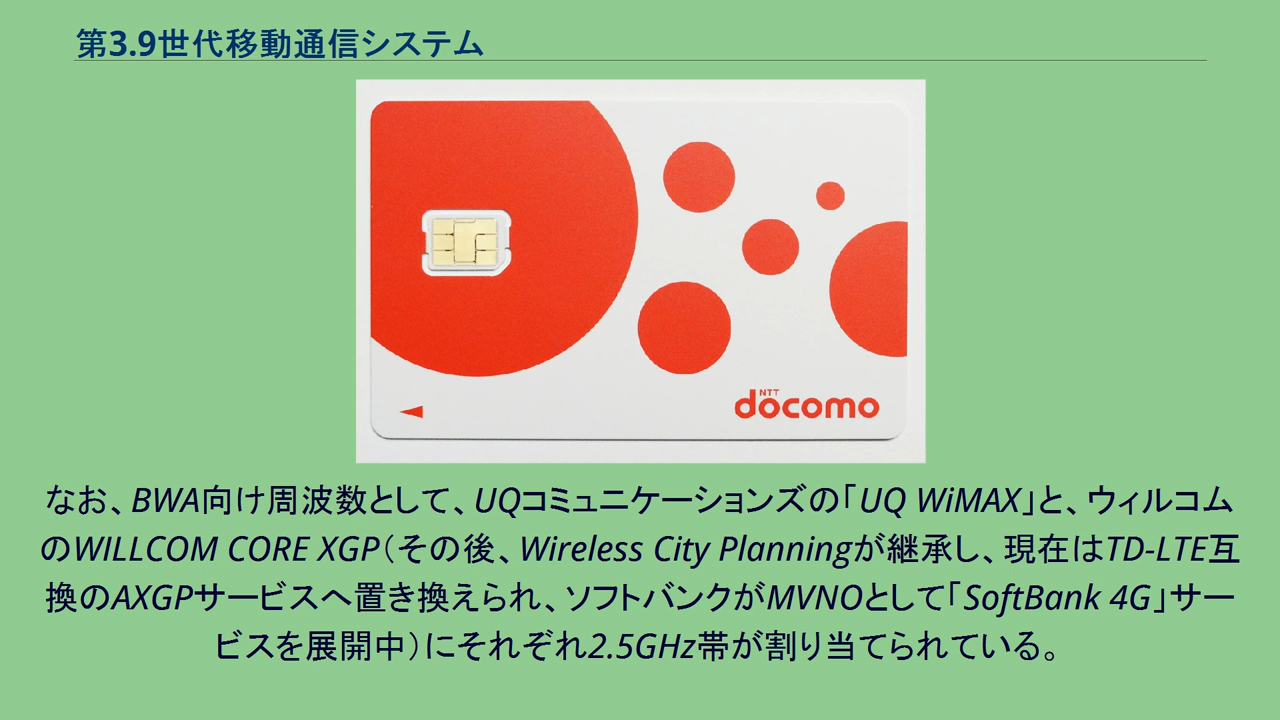 第3.9世代移動通信システム
NTT
docomo
なお、BWA向け周波数として、UQコミュニケーションズの「UQ WiMAX」と、ウィルコム
のWILLCOM CORE XGP（その後、Wireless City Planningが継承し、現在はTD-LTE互
換のAXGPサービスへ置き換えられ、ソフトバンクがMVNOとして「SoftBank 4G」サー
ビスを展開中）にそれぞれ2.5GHz帯が割り当てられている。